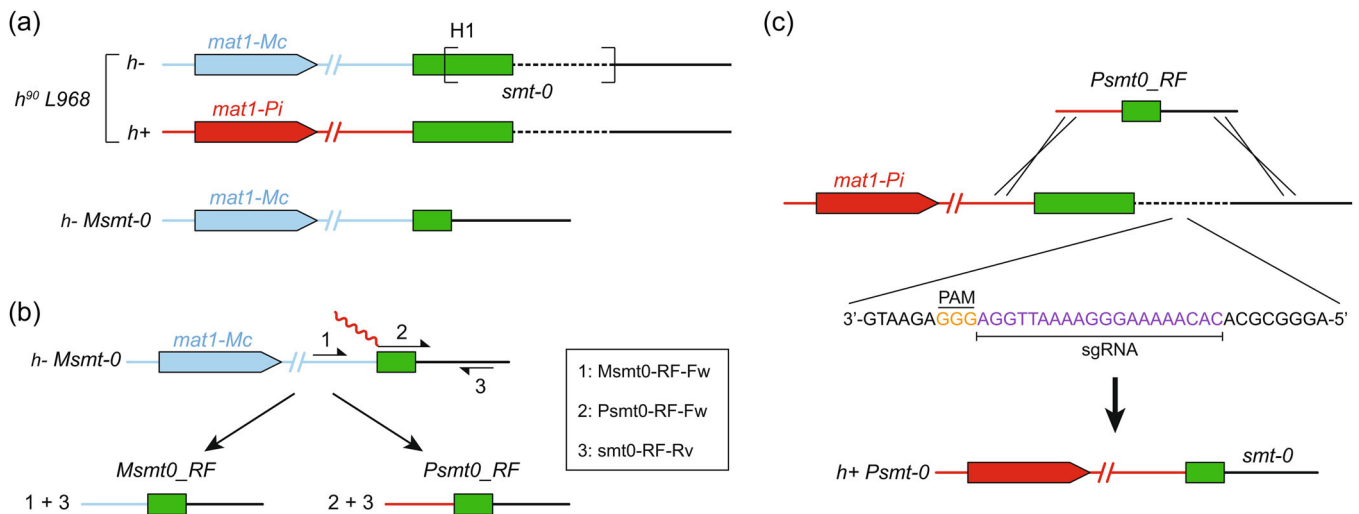 (a)
mat1-Mc
H1
h-
smt-0
h90 L968
mat1-Pi
h+
mat1-Mc
h- Msmt-0
(b)
mat1-Mc
h- Msmt-0
1
2
3
1: Msmt0-RF-Fw
2: Psmt0-RF-Fw
3: smt0-RF-Rv
Msmt0_RF
Psmt0_RF
1 + 3
2 + 3
(c)
Psmt0_RF
mat1-Pi
PAM
3’-GTAAGAGGGAGGTTAAAAGGGAAAAACACACGCGGGA-5’
sgRNA
smt-0
h+ Psmt-0